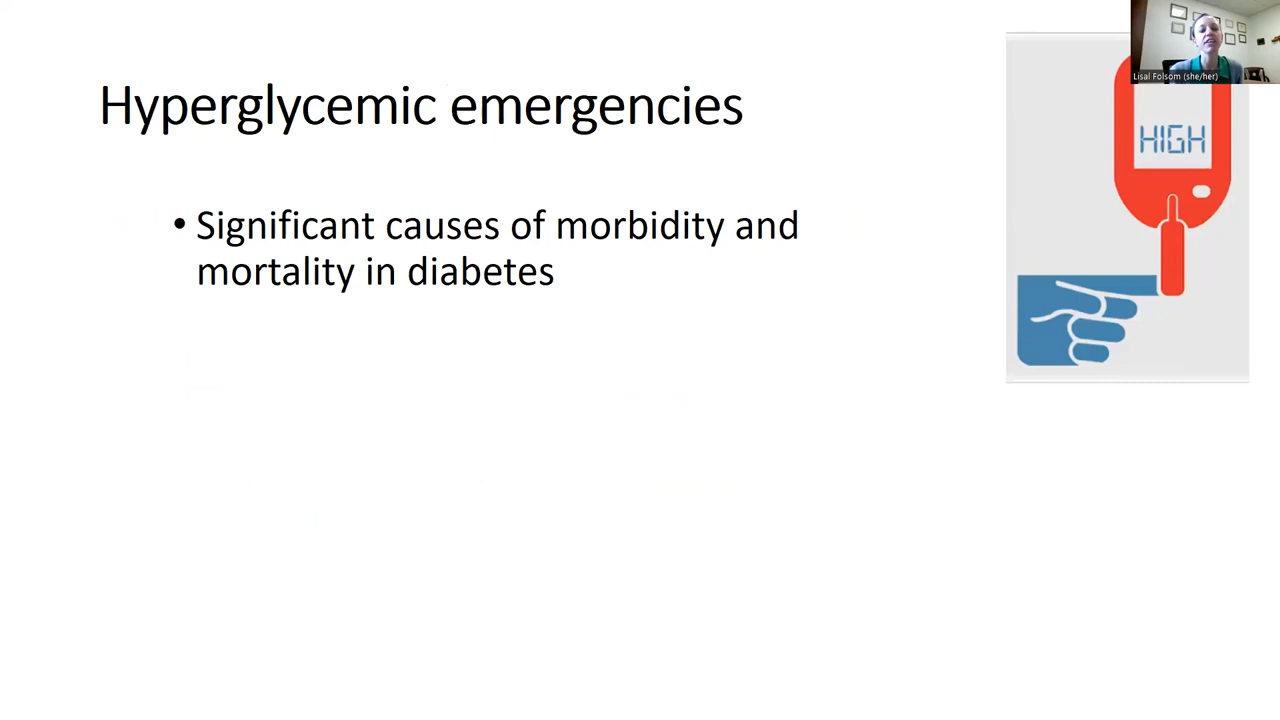 Hyperglycemic emergencies
• Significant causes of morbidity and
mortality in diabetes
HIGH
Lisal Folsom (she/her)